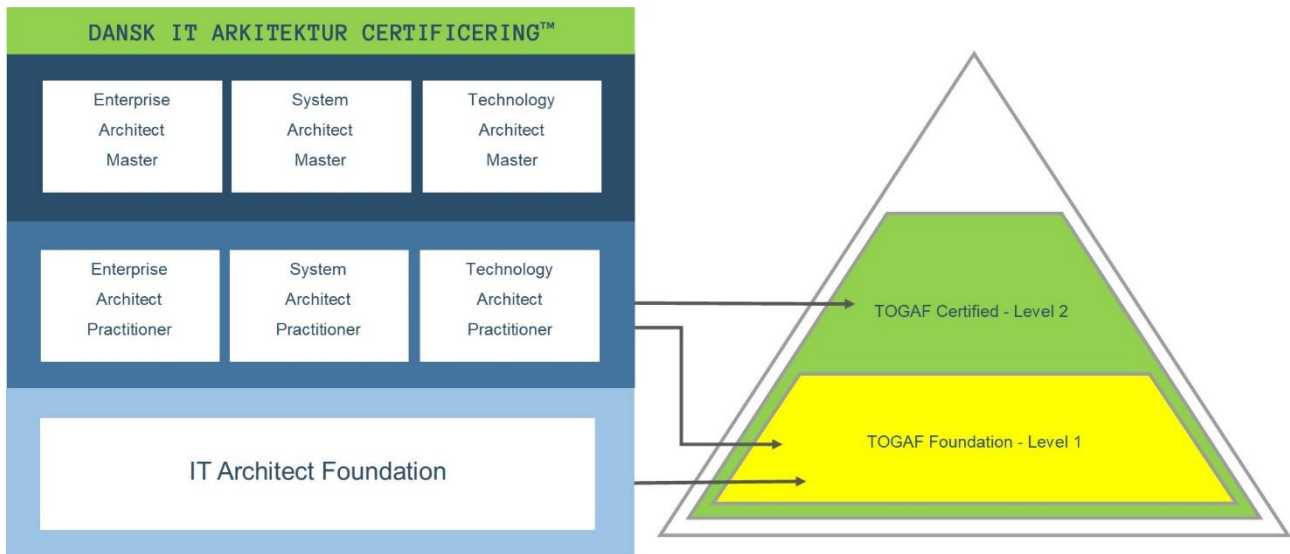 DANSK IT ARKITEKTUR CERTIFICERING™
Enterprise
Architect
Master
System
Architect
Master
Technology
Architect
Master
Enterprise
Architect
Practitioner
System
Architect
Practitioner
Technology
Architect
Practitioner
IT Architect Foundation
TOGAF Certified - Level 2
TOGAF Foundation - Level 1